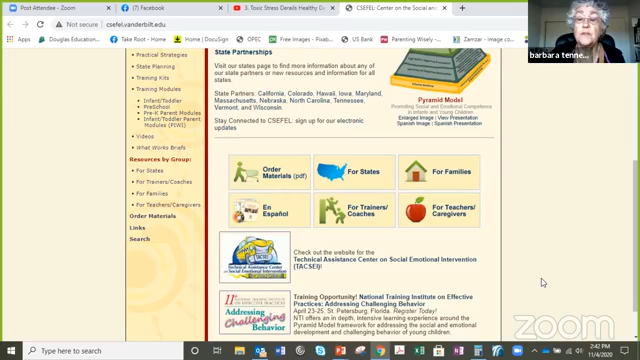 Post Attendee - Zoom
(7) Facebook
3. Toxic Stress Derails Healthy D
CSEFEL: Center on the Social an
Not secure | csefel.vanderbilt.edu
Apps
Douglas Education...
OPEC
Free Images - Pixab...
US Bank
Parenting Wisely -...
Zamzar - Image Co...
barbara tenne...
Practical Strategies
State Planning
Training Kits
Training Modules
Infant/Toddler
PreSchool
Pre-K Parent Modules
Infant/Toddler Parent Modules (PIWI)
Videos
What Works Briefs
Resources by Group:
For States
For Trainers/Coaches
For Families
For Teachers/Caregivers
Order Materials
Links
Search
State Partnerships
Visit our states page to find more information about any
of our state partners or new resources and information for
all states.
State Partners: California, Colorado, Hawaii, Iowa, Maryland,
Massachusetts, Nebraska, North Carolina, Tennessee,
Vermont, and Wisconsin.
Stay Connected to CSEFEL: sign up for our electronic
updates
Pyramid Model
Promoting Social and Emotional Competence
in Infants and Young Children
Enlarged Image | View Presentation
Spanish Image | Spanish Presentation
Order Materials (pdf)
For States
For Families
En Español
For Trainers/ Coaches
For Teachers/ Caregivers
TACSEI
Technical Assistance Center
on Social Emotional Intervention
Check out the website for the
Technical Assistance Center on Social Emotional Intervention
(TACSEI)!
Addressing
Challenging
Behavior
Training Opportunity! National Training Institute on Effective
Practices: Addressing Challenging Behavior
April 23-25, St. Petersburg, Florida. Register Today!
NTI offers an in depth, intensive learning experience around the
Pyramid Model framework for addressing the social and emotional
development and challenging behavior of young children.
zoom
Type here to search
2:42 PM
11/4/2020